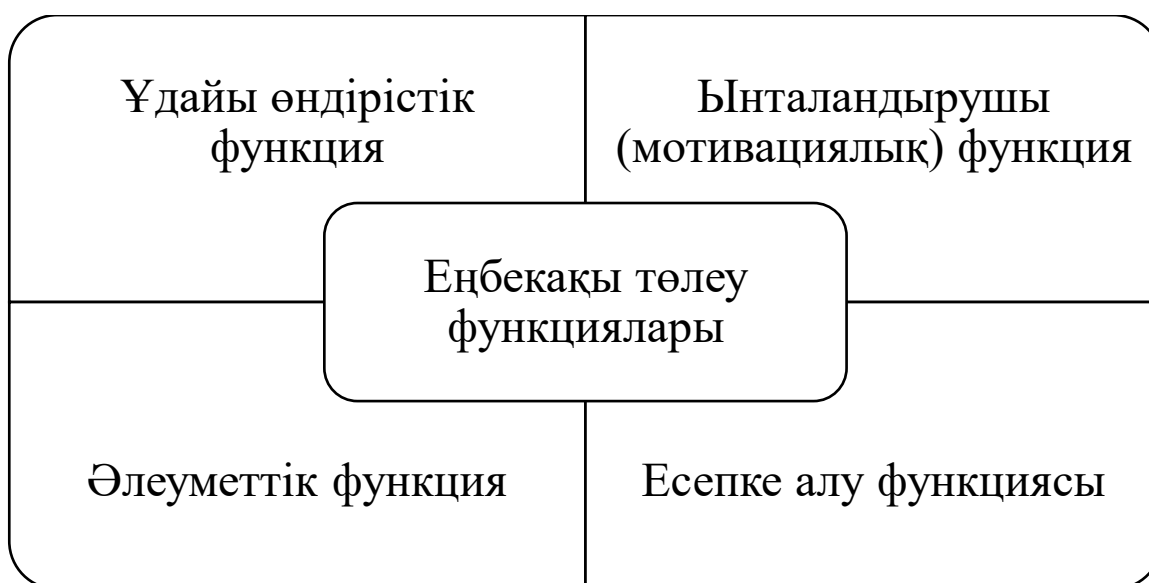 Ұдайы өндірістік
функция
Ынталандырушы
(мотивациялық) функция
Еңбекақы төлеу
функциялары
Әлеуметтік функция
Есепке алу функциясы